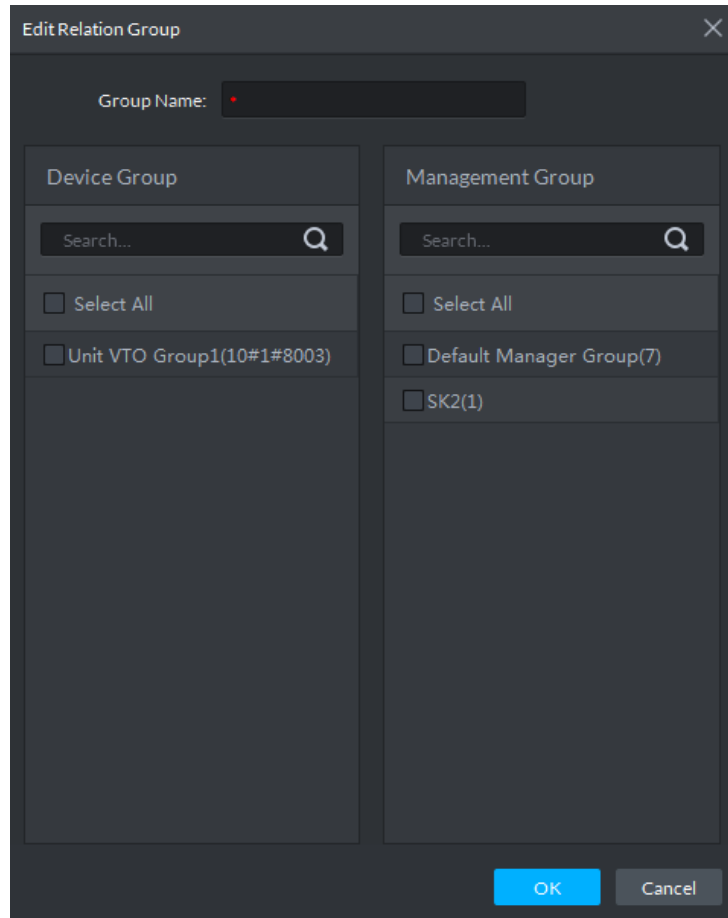 Edit Relation Group
Group Name:
Device Group
Search...
Select All
Unit VTO Group1(10#1#8003)
Management Group
Search...
Select All
Default Manager Group(7)
SK2(1)
OK
Cancel